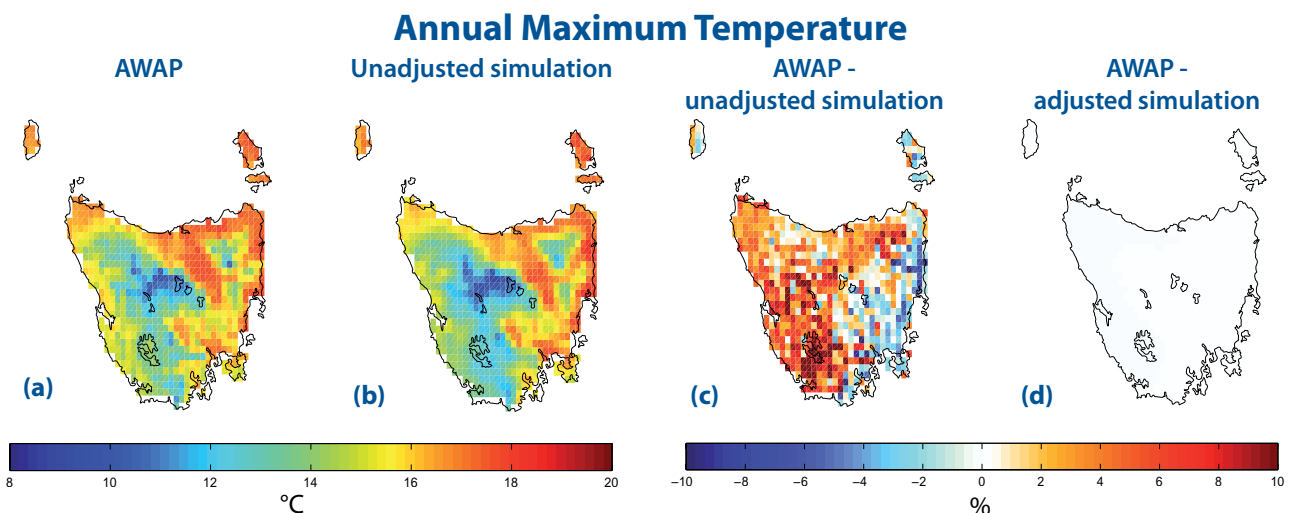 Annual Maximum Temperature
AWAP
Unadjusted simulation
AWAP -
unadjusted simulation
AWAP -
adjusted simulation
(a)
(b)
(c)
(d)
8 10 12 14 16 18 20
°C
−10 −8 −6 −4 −2 0 2 4 6 8 10
%